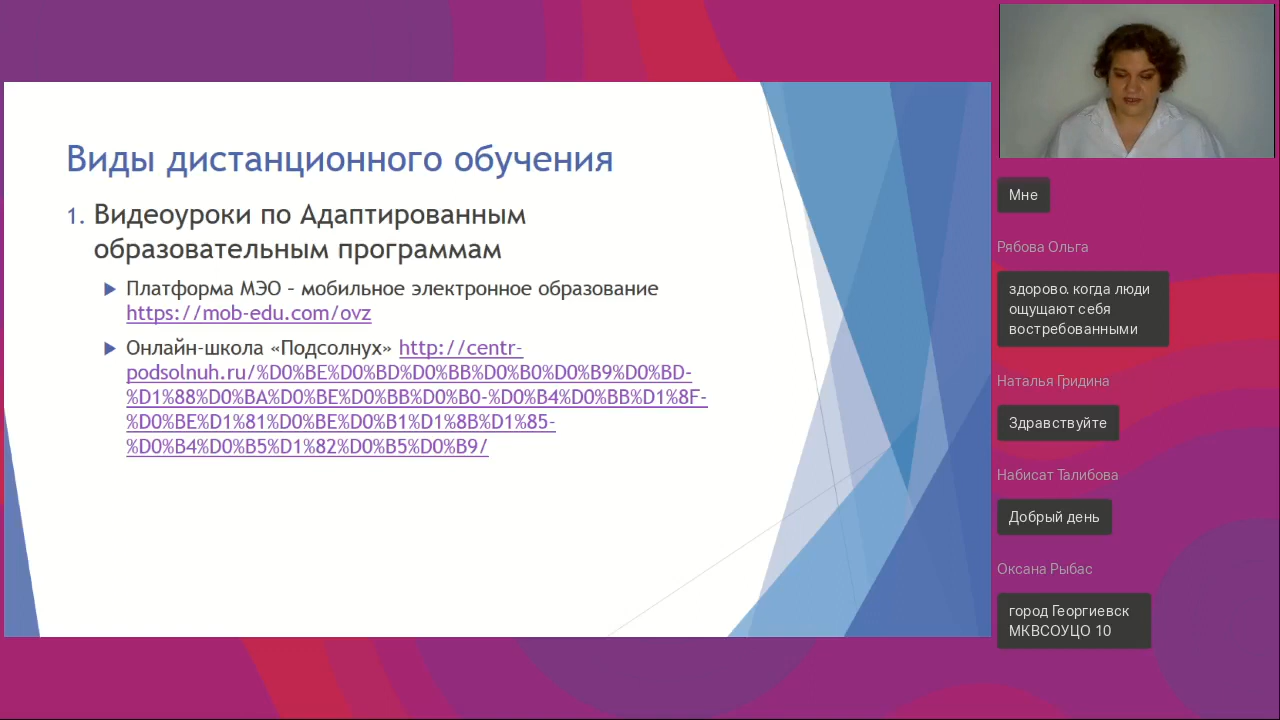 Виды дистанционного обучения
1. Видеоуроки по Адаптированным
образовательным программам
Платформа МЭО – мобильное электронное образование
https://mob-edu.com/ovz
Онлайн-школа «Подсолнух» http://centr-
podsolnuh.ru/%D0%BE%D0%BD%D0%BB%D0%B0%D0%B9%D0%BD-
%D1%88%D0%BA%D0%BE%D0%BB%D0%B0-%D0%B4%D0%BB%D1%8F-
%D0%BE%D1%81%D0%BE%D0%B1%D1%8B%D1%85-
%D0%B4%D0%B5%D1%82%D0%B5%D0%B9/
Мне
Рябова Ольга
здорово. когда люди
ощущают себя
востребованными
Наталья Гридина
Здравствуйте
Набисат Талибова
Добрый день
Оксана Рыбас
город Георгиевск
МКВСОУЦО 10